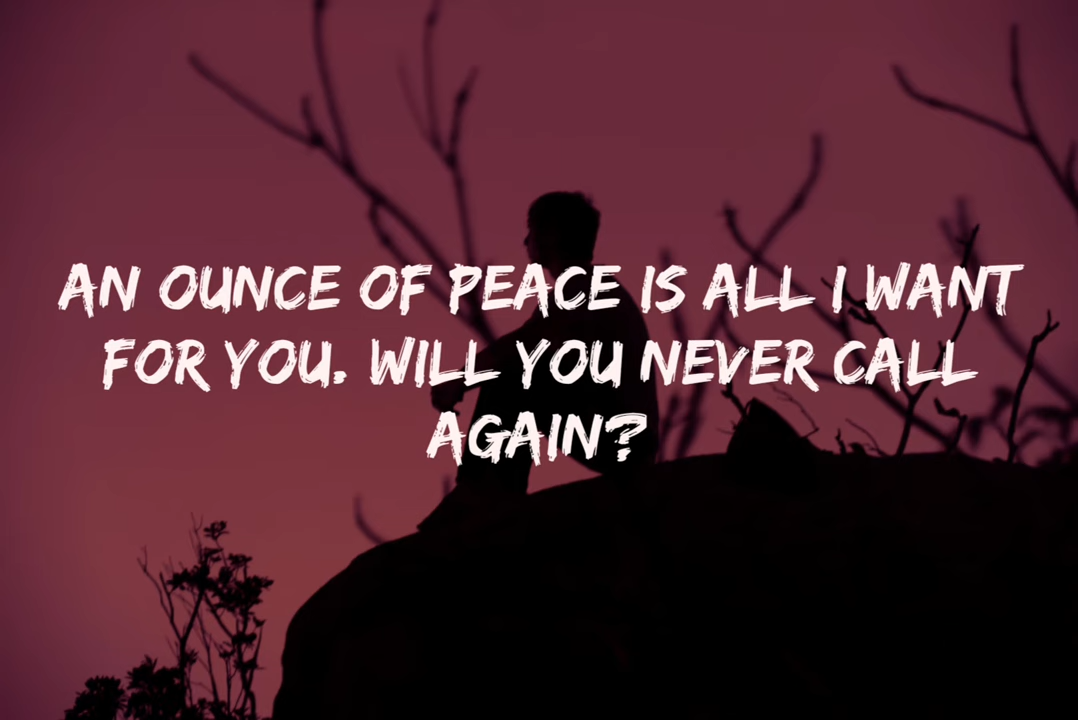 AN OUNCE OF PEACE IS ALL I WANT
FOR YOU. WILL YOU NEVER CALL
AGAIN?